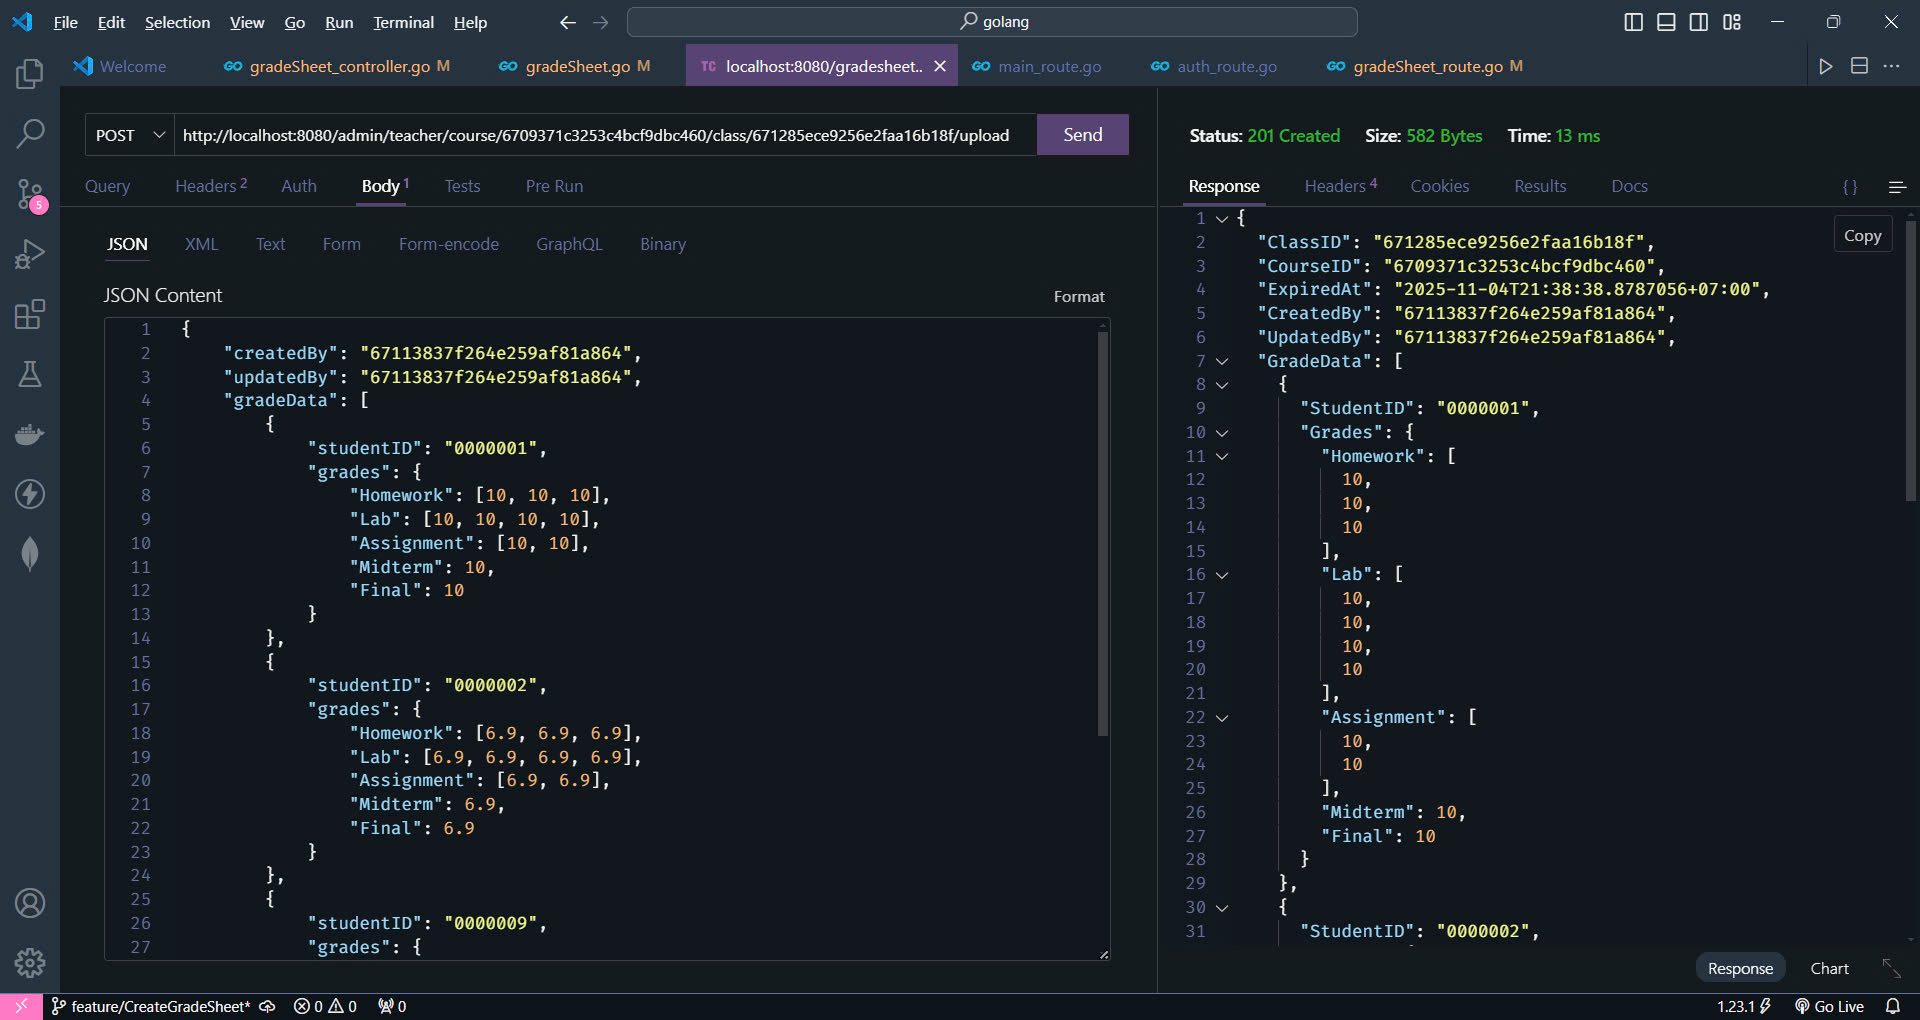 File Edit Selection View Go Run Terminal Help
golang
Welcome
gradeSheet_controller.go M
gradeSheet.go M
TC localhost:8080/gradesheet..
main_route.go
auth_route.go
gradeSheet_route.go M
5
POST
http://localhost:8080/admin/teacher/course/6709371c3253c4bcf9dbc460/class/671285ece9256e2faa16b18f/upload
Send
Query Headers 2 Auth Body 1 Tests Pre Run
JSON XML Text Form Form-encode GraphQL Binary
JSON Content
Format
1 {
2 "createdBy": "67113837f264e259af81a864",
3 "updatedBy": "67113837f264e259af81a864",
4 "gradeData": [
5 {
6 "studentID": "0000001",
7 "grades": {
8 "Homework": [10, 10, 10],
9 "Lab": [10, 10, 10, 10],
10 "Assignment": [10, 10],
11 "Midterm": 10,
12 "Final": 10
13 }
14 },
15 {
16 "studentID": "0000002",
17 "grades": {
18 "Homework": [6.9, 6.9, 6.9],
19 "Lab": [6.9, 6.9, 6.9, 6.9],
20 "Assignment": [6.9, 6.9],
21 "Midterm": 6.9,
22 "Final": 6.9
23 }
24 },
25 {
26 "studentID": "0000009",
27 "grades": {
Status: 201 Created Size: 582 Bytes Time: 13 ms
Response Headers 4 Cookies Results Docs { }
Copy
1 {
2 "ClassID": "671285ece9256e2faa16b18f",
3 "CourseID": "6709371c3253c4bcf9dbc460",
4 "ExpiredAt": "2025-11-04T21:38:38.8787056+07:00",
5 "CreatedBy": "67113837f264e259af81a864",
6 "UpdatedBy": "67113837f264e259af81a864",
7 "GradeData": [
8 {
9 "StudentID": "0000001",
10 "Grades": {
11 "Homework": [
12 10,
13 10,
14 10
15 ],
16 "Lab": [
17 10,
18 10,
19 10,
20 10
21 ],
22 "Assignment": [
23 10,
24 10
25 ],
26 "Midterm": 10,
27 "Final": 10
28 }
29 },
30 {
31 "StudentID": "0000002",
Response Chart
feature/CreateGradeSheet* 0 0 0
1.23.1 Go Live